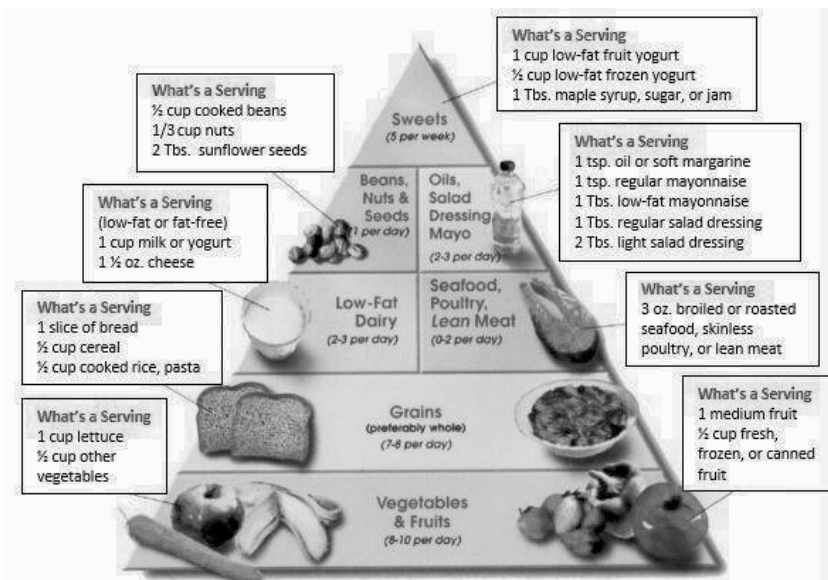 What's a Serving
1 cup low-fat fruit yogurt
½ cup low-fat frozen yogurt
1 Tbs. maple syrup, sugar, or jam
What's a Serving
½ cup cooked beans
1/3 cup nuts
2 Tbs. sunflower seeds
Sweets
(5 per week)
What's a Serving
1 tsp. oil or soft margarine
1 tsp. regular mayonnaise
1 Tbs. low-fat mayonnaise
1 Tbs. regular salad dressing
2 Tbs. light salad dressing
Beans,
Nuts &
Seeds
(1 per day)
Oils,
Salad
Dressing,
Mayo
(2-3 per day)
What's a Serving
(low-fat or fat-free)
1 cup milk or yogurt
1 ½ oz. cheese
Low-Fat
Dairy
(2-3 per day)
Seafood,
Poultry,
Lean Meat
(0-2 per day)
What's a Serving
3 oz. broiled or roasted
seafood, skinless
poultry, or lean meat
What's a Serving
1 slice of bread
½ cup cereal
½ cup cooked rice, pasta
Grains
(preferably whole)
(7-8 per day)
What's a Serving
1 medium fruit
½ cup fresh,
frozen, or canned
fruit
What's a Serving
1 cup lettuce
½ cup other
vegetables
Vegetables
& Fruits
(8-10 per day)